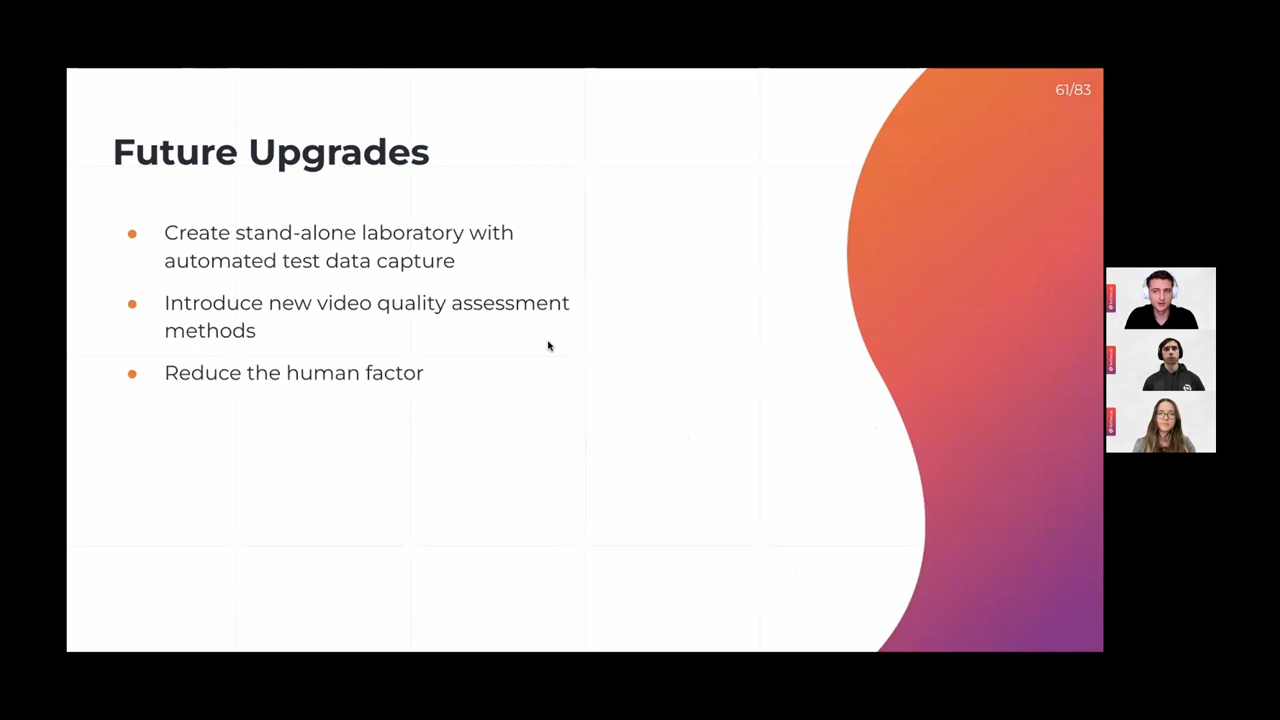 61/83
Future Upgrades
Create stand-alone laboratory with
automated test data capture
Introduce new video quality assessment
methods
Reduce the human factor